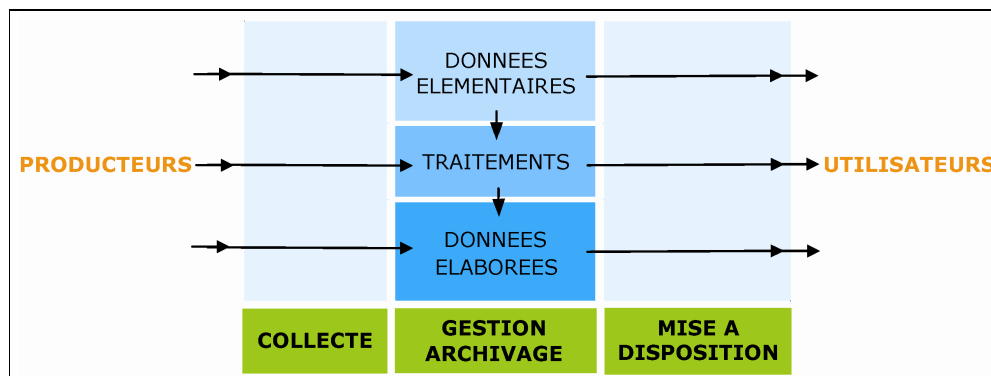 DONNEES
ELEMENTAIRES
PRODUCTEURS
TRAITEMENTS
UTILISATEURS
DONNEES
ELABOREES
COLLECTE
GESTION
ARCHIVAGE
MISE A
DISPOSITION